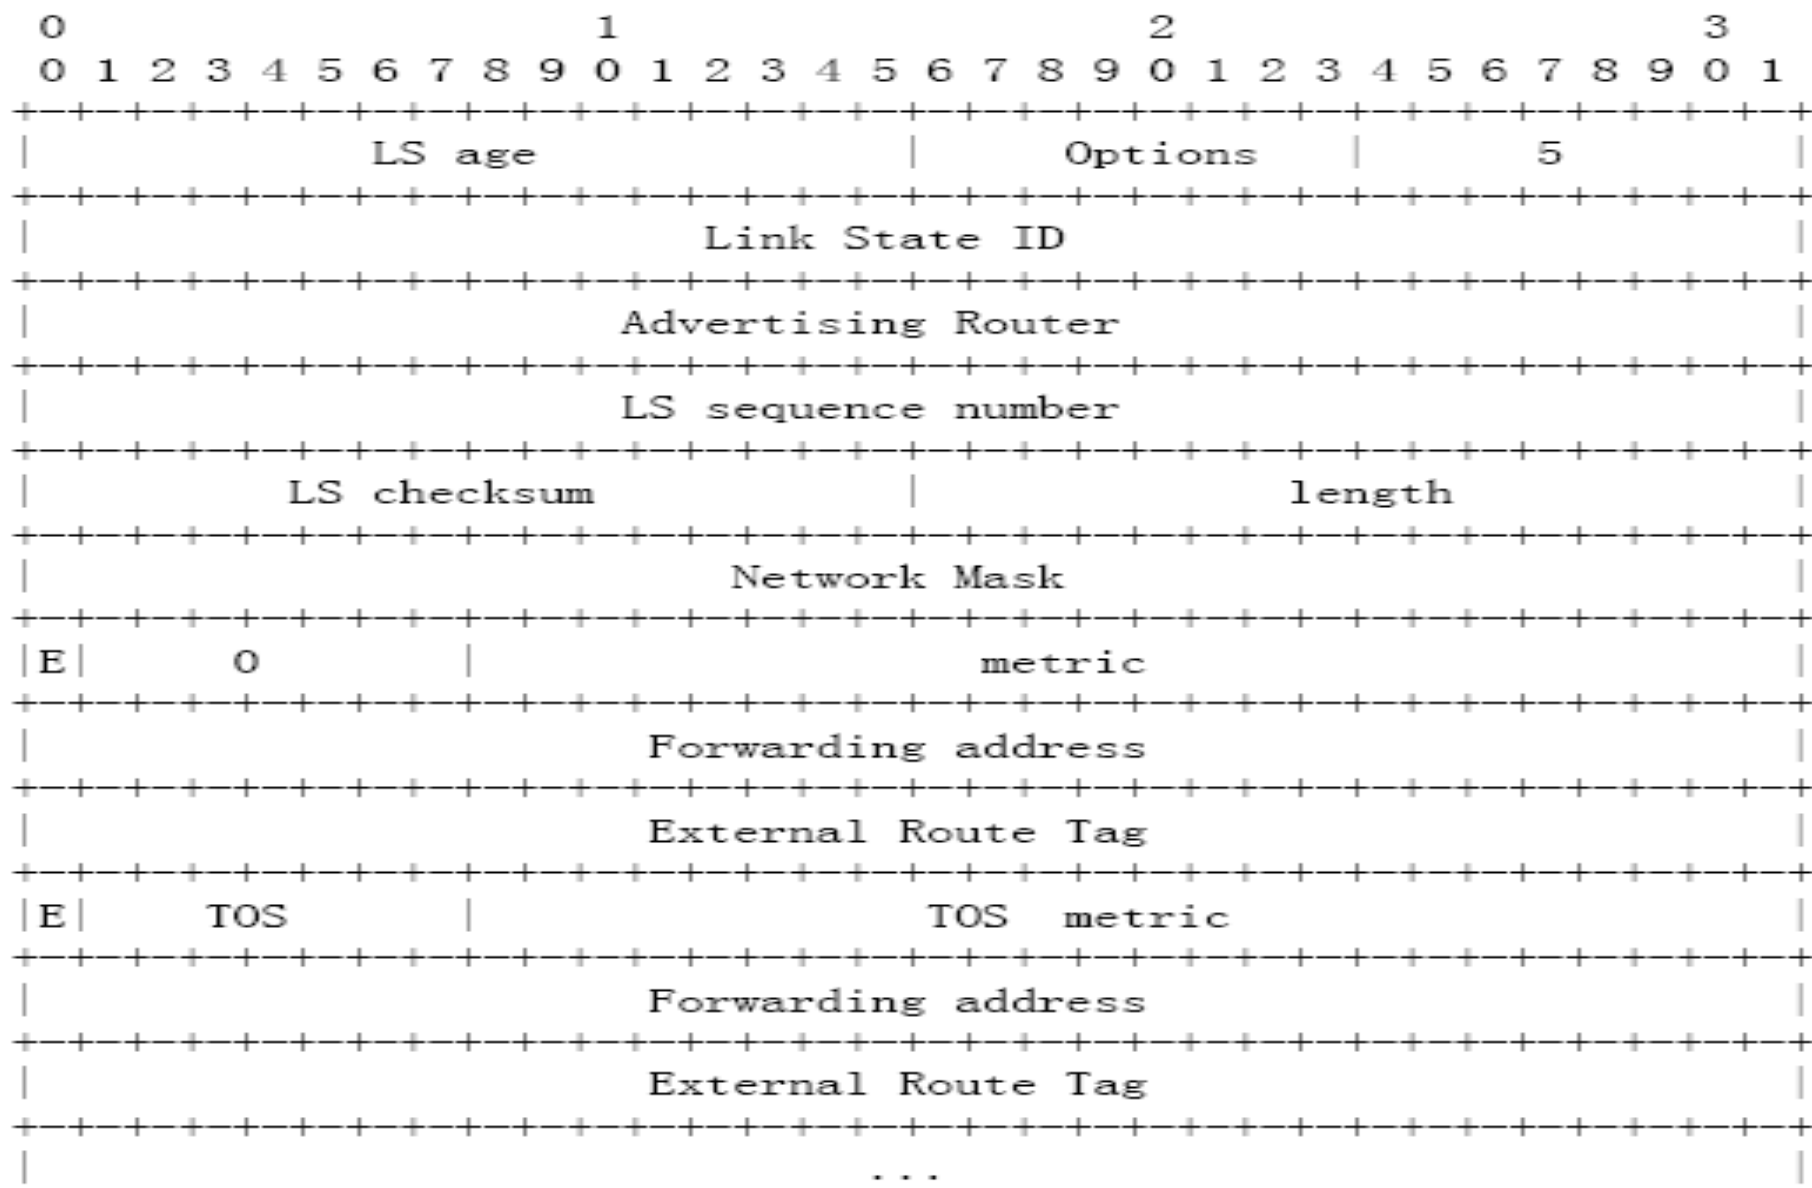 0 1 2 3
0 1 2 3 4 5 6 7 8 9 0 1 2 3 4 5 6 7 8 9 0 1 2 3 4 5 6 7 8 9 0 1
+-+-+-+-+-+-+-+-+-+-+-+-+-+-+-+-+-+-+-+-+-+-+-+-+-+-+-+-+-+-+-+-+
| LS age | Options | 5 |
+-+-+-+-+-+-+-+-+-+-+-+-+-+-+-+-+-+-+-+-+-+-+-+-+-+-+-+-+-+-+-+-+
| Link State ID |
+-+-+-+-+-+-+-+-+-+-+-+-+-+-+-+-+-+-+-+-+-+-+-+-+-+-+-+-+-+-+-+-+
| Advertising Router |
+-+-+-+-+-+-+-+-+-+-+-+-+-+-+-+-+-+-+-+-+-+-+-+-+-+-+-+-+-+-+-+-+
| LS sequence number |
+-+-+-+-+-+-+-+-+-+-+-+-+-+-+-+-+-+-+-+-+-+-+-+-+-+-+-+-+-+-+-+-+
| LS checksum | length |
+-+-+-+-+-+-+-+-+-+-+-+-+-+-+-+-+-+-+-+-+-+-+-+-+-+-+-+-+-+-+-+-+
| Network Mask |
+-+-+-+-+-+-+-+-+-+-+-+-+-+-+-+-+-+-+-+-+-+-+-+-+-+-+-+-+-+-+-+-+
|E| 0 | metric |
+-+-+-+-+-+-+-+-+-+-+-+-+-+-+-+-+-+-+-+-+-+-+-+-+-+-+-+-+-+-+-+-+
| Forwarding address |
+-+-+-+-+-+-+-+-+-+-+-+-+-+-+-+-+-+-+-+-+-+-+-+-+-+-+-+-+-+-+-+-+
| External Route Tag |
+-+-+-+-+-+-+-+-+-+-+-+-+-+-+-+-+-+-+-+-+-+-+-+-+-+-+-+-+-+-+-+-+
|E| TOS | TOS metric |
+-+-+-+-+-+-+-+-+-+-+-+-+-+-+-+-+-+-+-+-+-+-+-+-+-+-+-+-+-+-+-+-+
| Forwarding address |
+-+-+-+-+-+-+-+-+-+-+-+-+-+-+-+-+-+-+-+-+-+-+-+-+-+-+-+-+-+-+-+-+
| External Route Tag |
+-+-+-+-+-+-+-+-+-+-+-+-+-+-+-+-+-+-+-+-+-+-+-+-+-+-+-+-+-+-+-+-+
| ... |